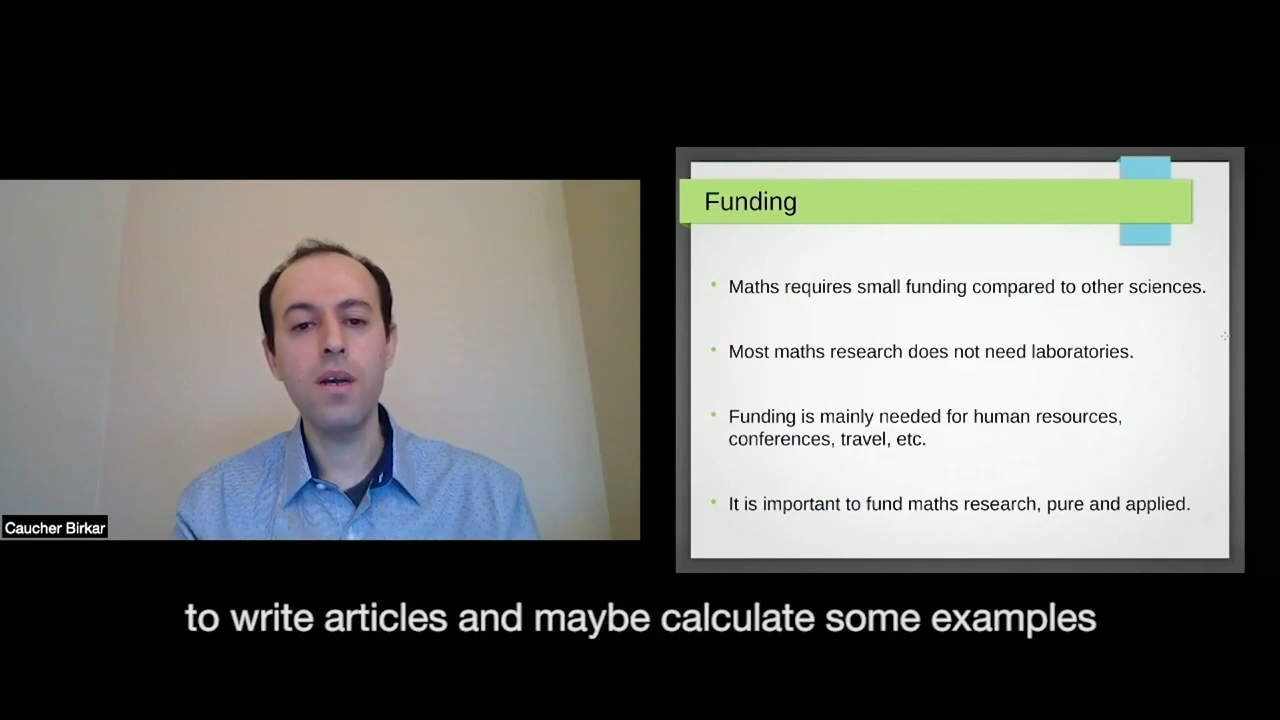 Funding
Maths requires small funding compared to other sciences.
Most maths research does not need laboratories.
Funding is mainly needed for human resources,
conferences, travel, etc.
It is important to fund maths research, pure and applied.
Caucher Birkar
to write articles and maybe calculate some examples